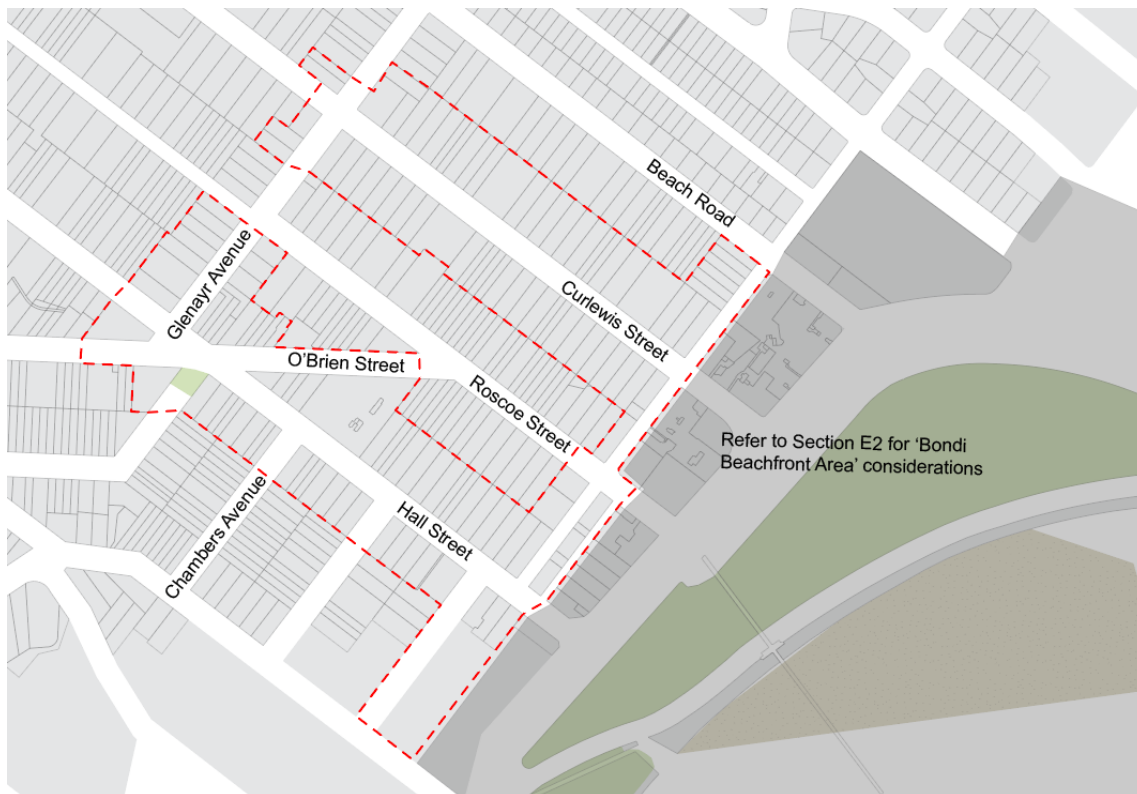 Beach Road
Glenayr Avenue
Curlewis Street
O'Brien Street
Roscoe Street
Refer to Section E2 for ‘Bondi
Beachfront Area’ considerations
Hall Street
Chambers Avenue